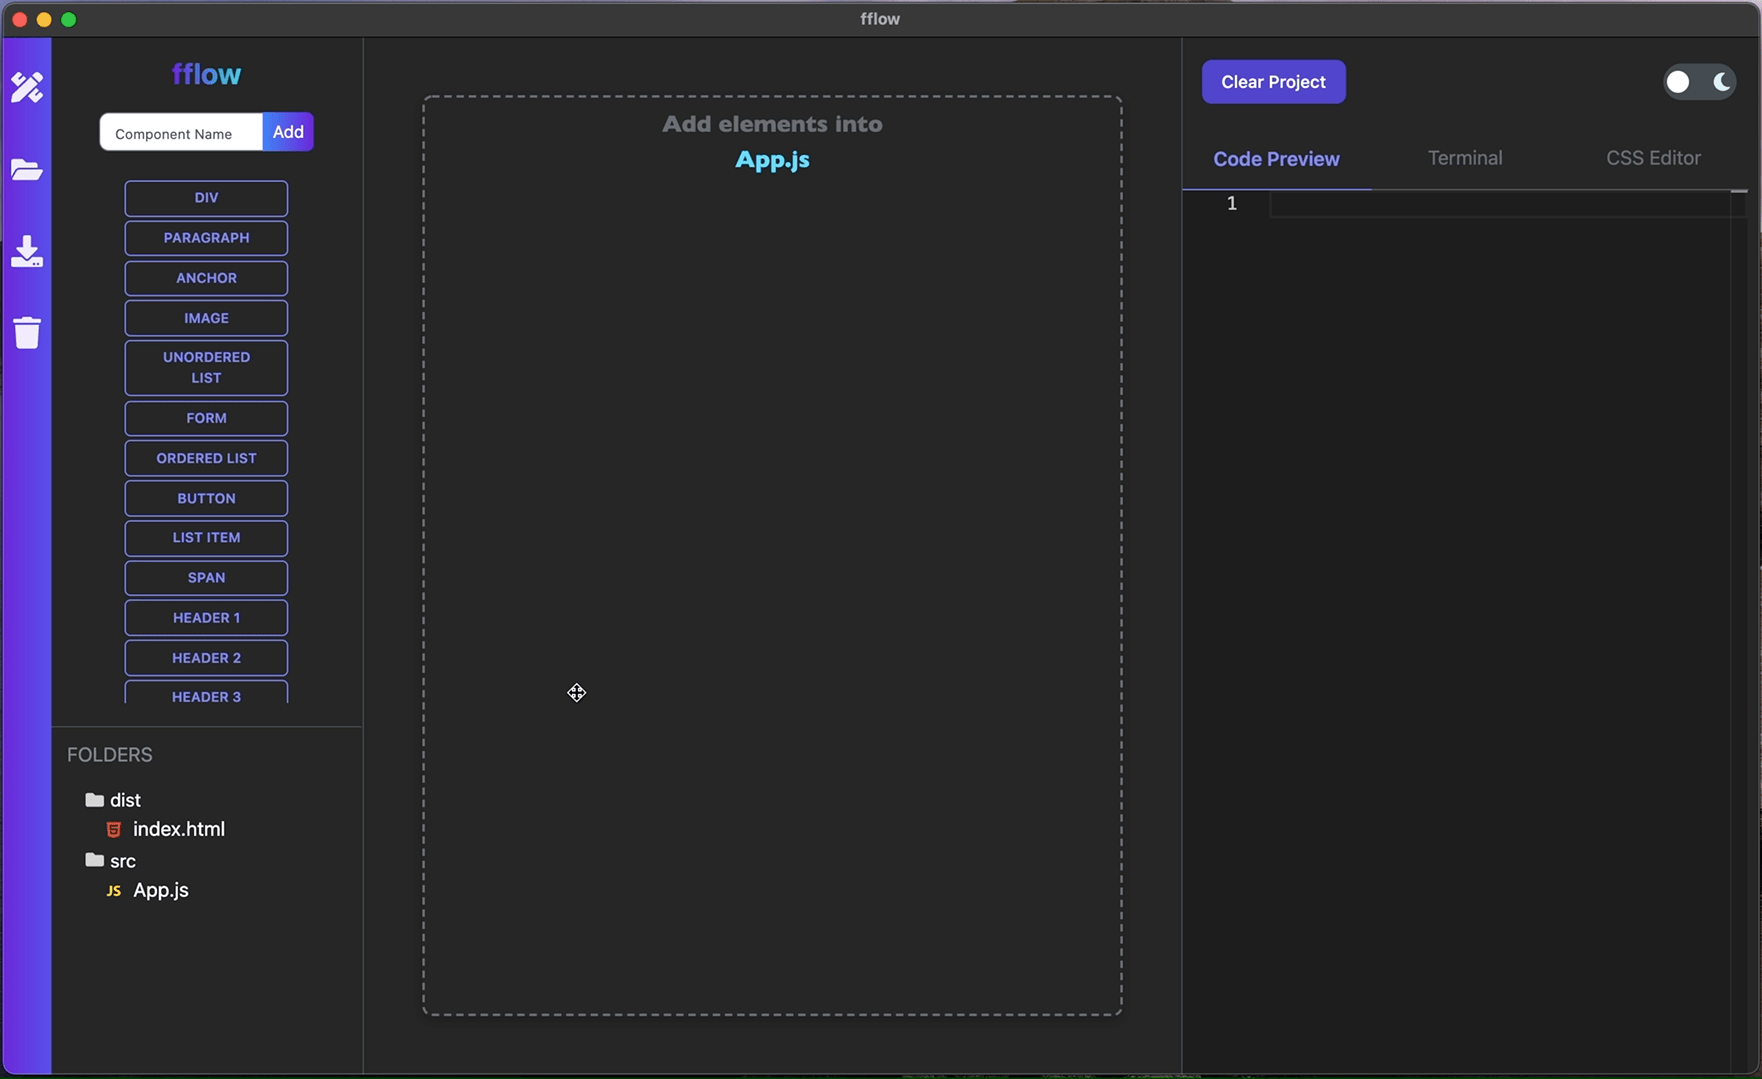 fflow
fflow
Component Name
Add
DIV
PARAGRAPH
ANCHOR
IMAGE
UNORDERED
LIST
FORM
ORDERED LIST
BUTTON
LIST ITEM
SPAN
HEADER 1
HEADER 2
HEADER 3
FOLDERS
dist
index.html
src
JS App.js
Add elements into
App.js
Clear Project
Code Preview
Terminal
CSS Editor
1